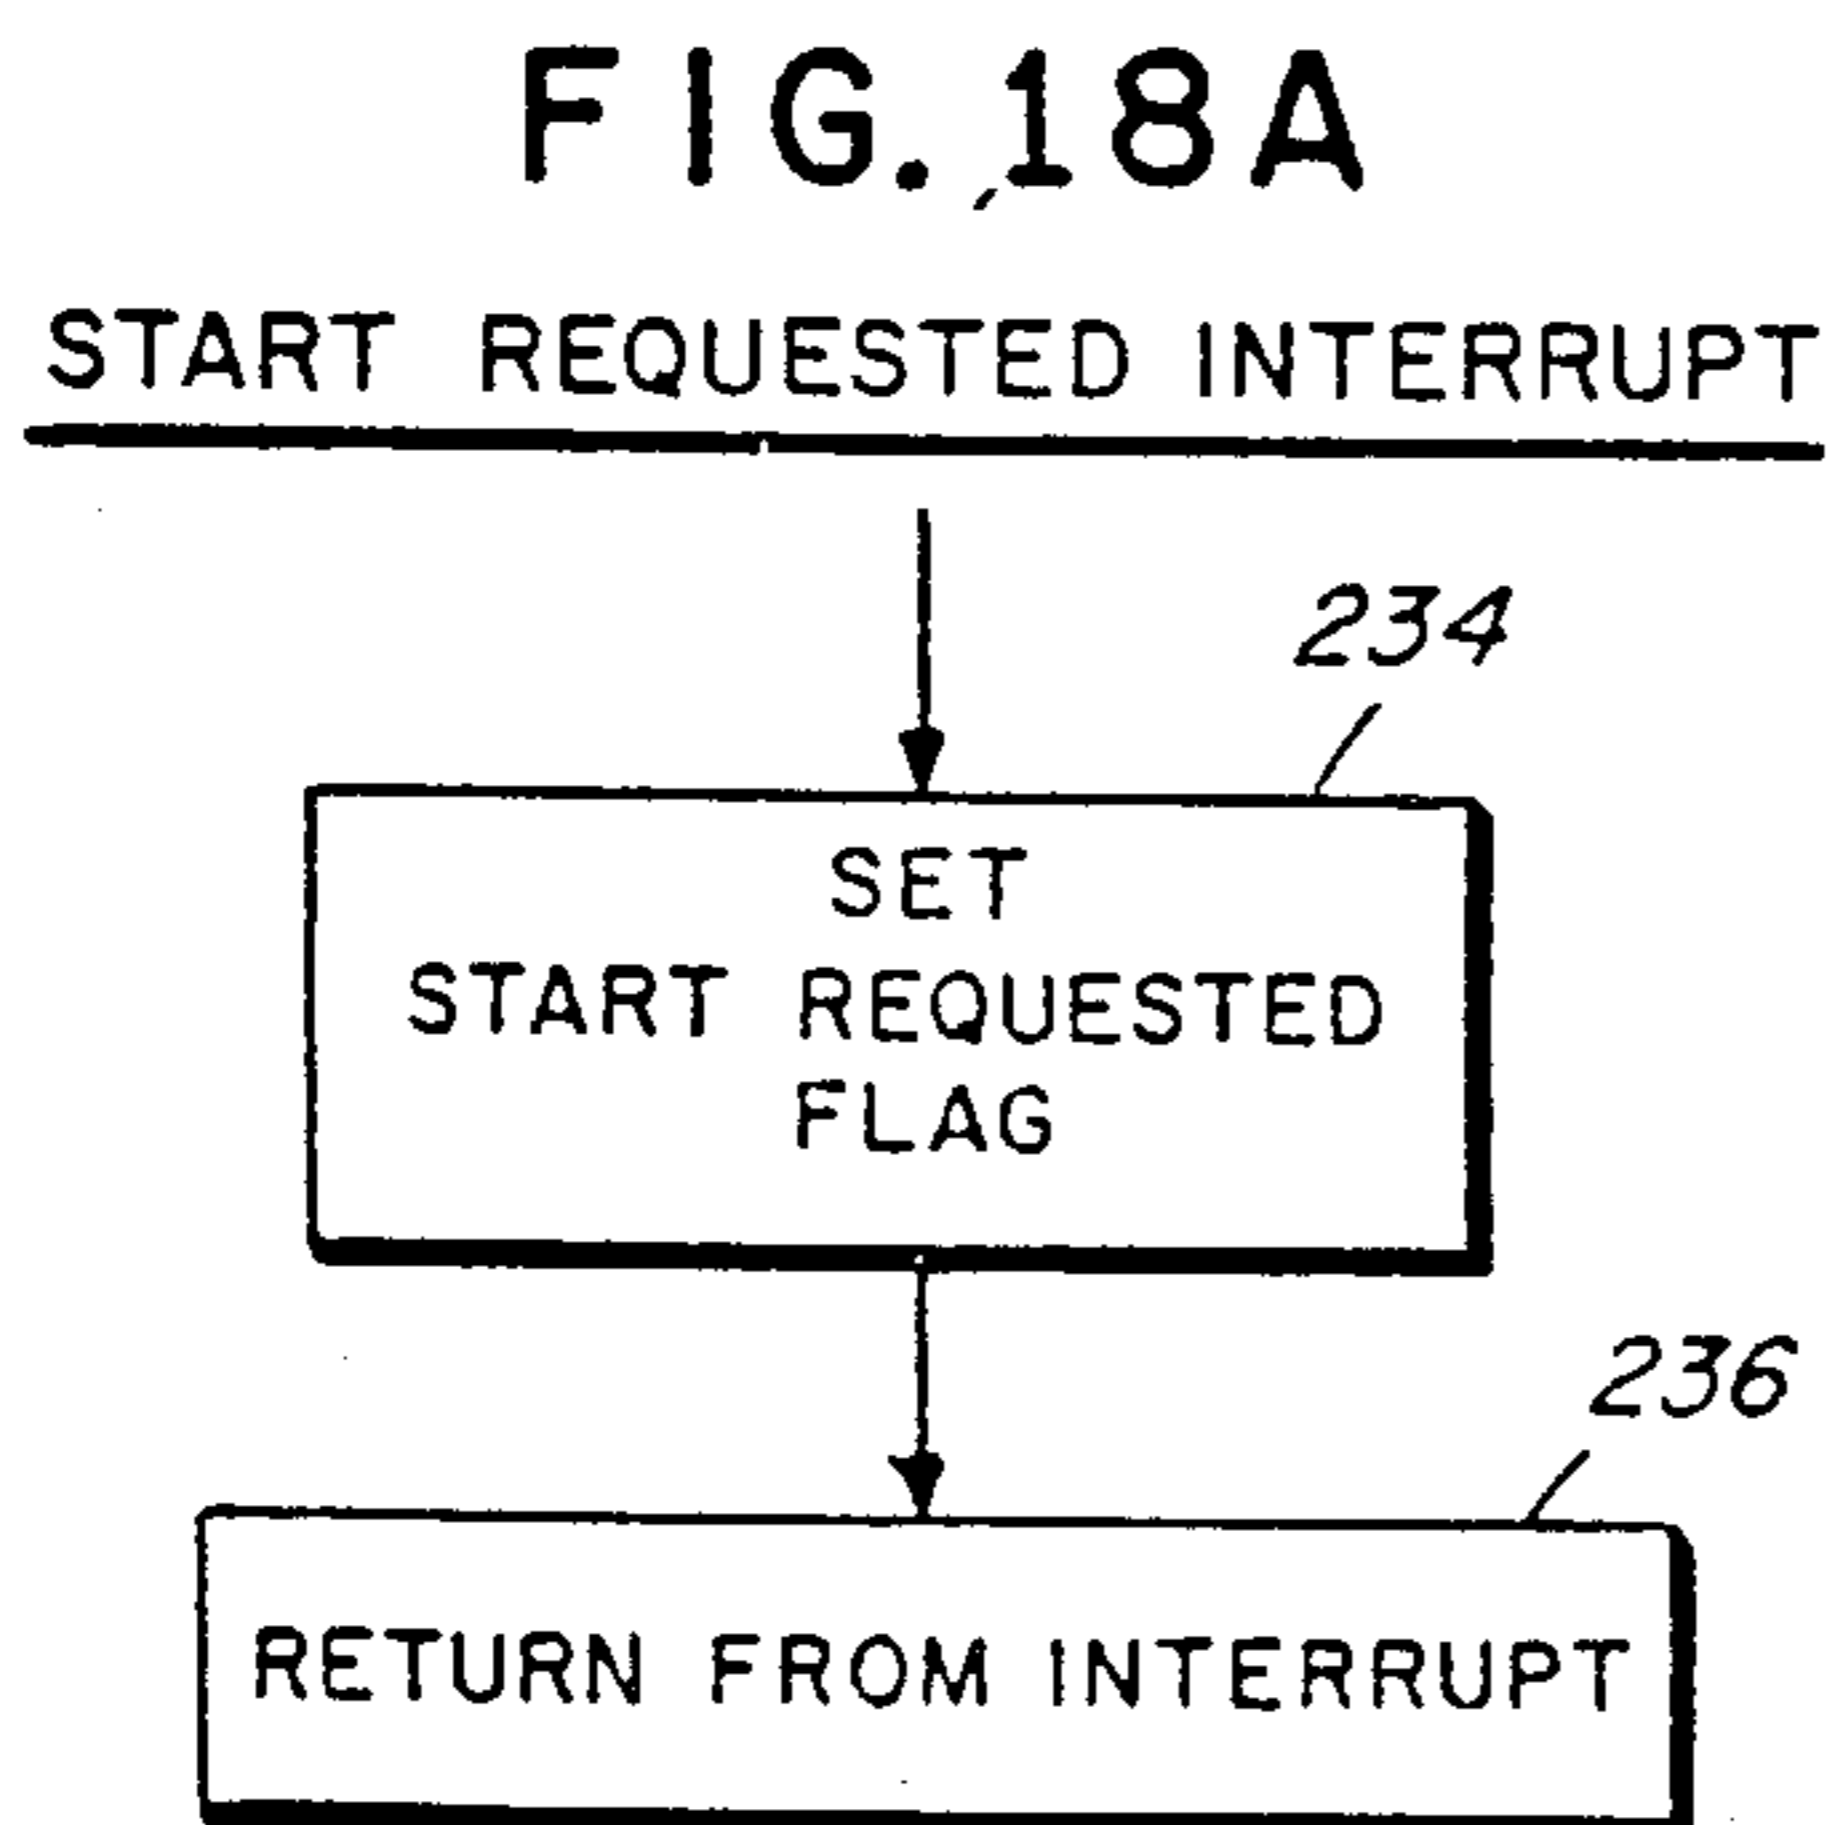 FIG. 18A
START REQUESTED INTERRUPT
234
SET
START REQUESTED
FLAG
236
RETURN FROM INTERRUPT